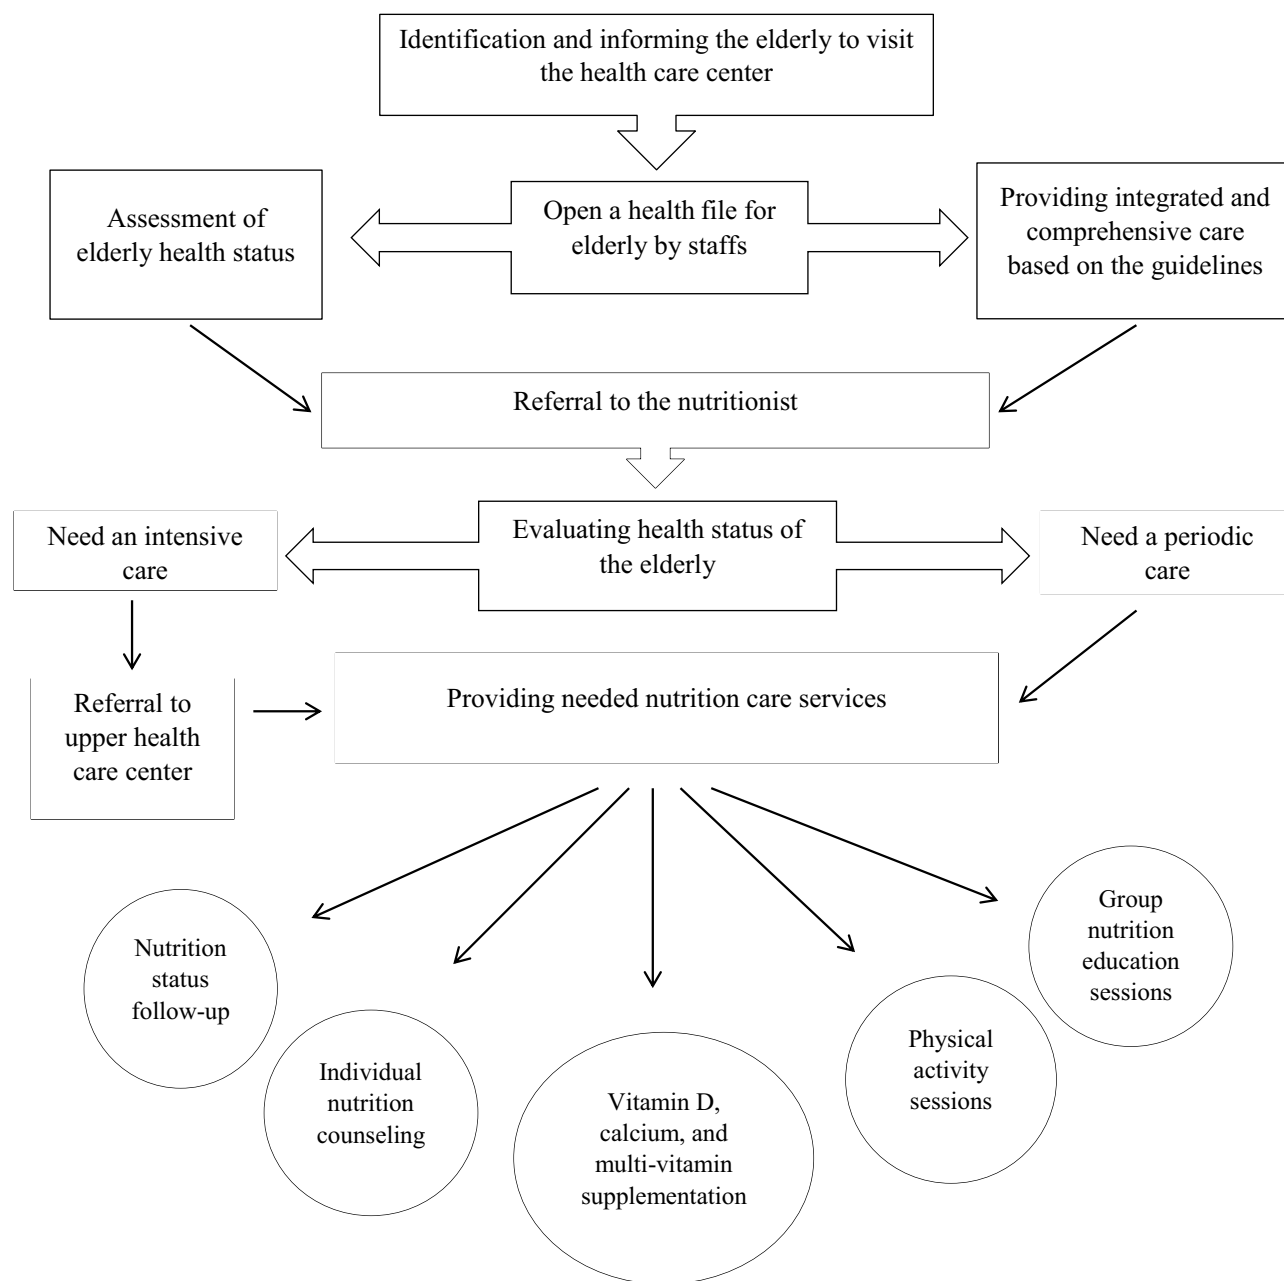 Identification and informing the elderly to visit
the health care center
Assessment of
elderly health status
Open a health file for
elderly by staffs
Providing integrated and
comprehensive care
based on the guidelines
Referral to the nutritionist
Need an intensive
care
Evaluating health status of
the elderly
Need a periodic
care
Referral to
upper health
care center
Providing needed nutrition care services
Nutrition
status
follow-up
Individual
nutrition
counseling
Vitamin D,
calcium, and
multi-vitamin
supplementation
Physical
activity
sessions
Group
nutrition
education
sessions